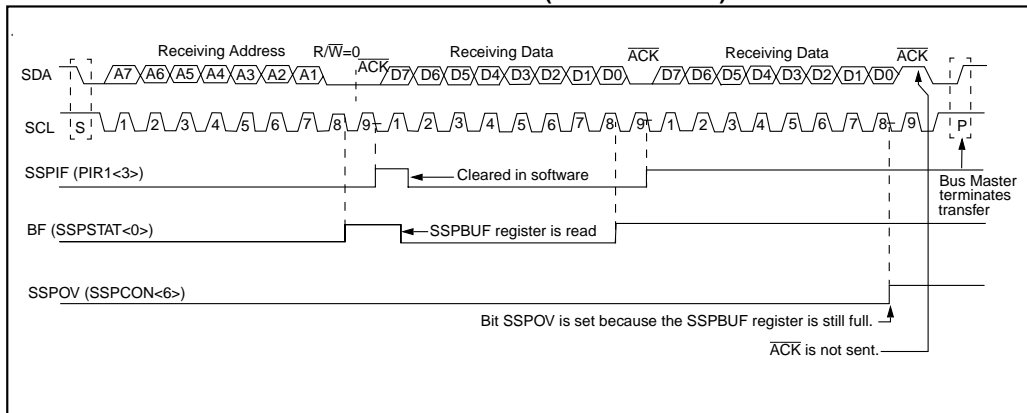 Receiving Address R/W=0 Receiving Data Receiving Data
ACK ACK ACK
SDA A7 A6 A5 A4 A3 A2 A1 D7 D6 D5 D4 D3 D2 D1 D0 D7 D6 D5 D4 D3 D2 D1 D0
SCL S 1 2 3 4 5 6 7 8 9 1 2 3 4 5 6 7 8 9 1 2 3 4 5 6 7 8 9 P
SSPIF (PIR1<3>) Cleared in software
Bus Master
terminates
transfer
BF (SSPSTAT<0>) SSPBUF register is read
SSPOV (SSPCON<6>)
Bit SSPOV is set because the SSPBUF register is still full.
ACK is not sent.